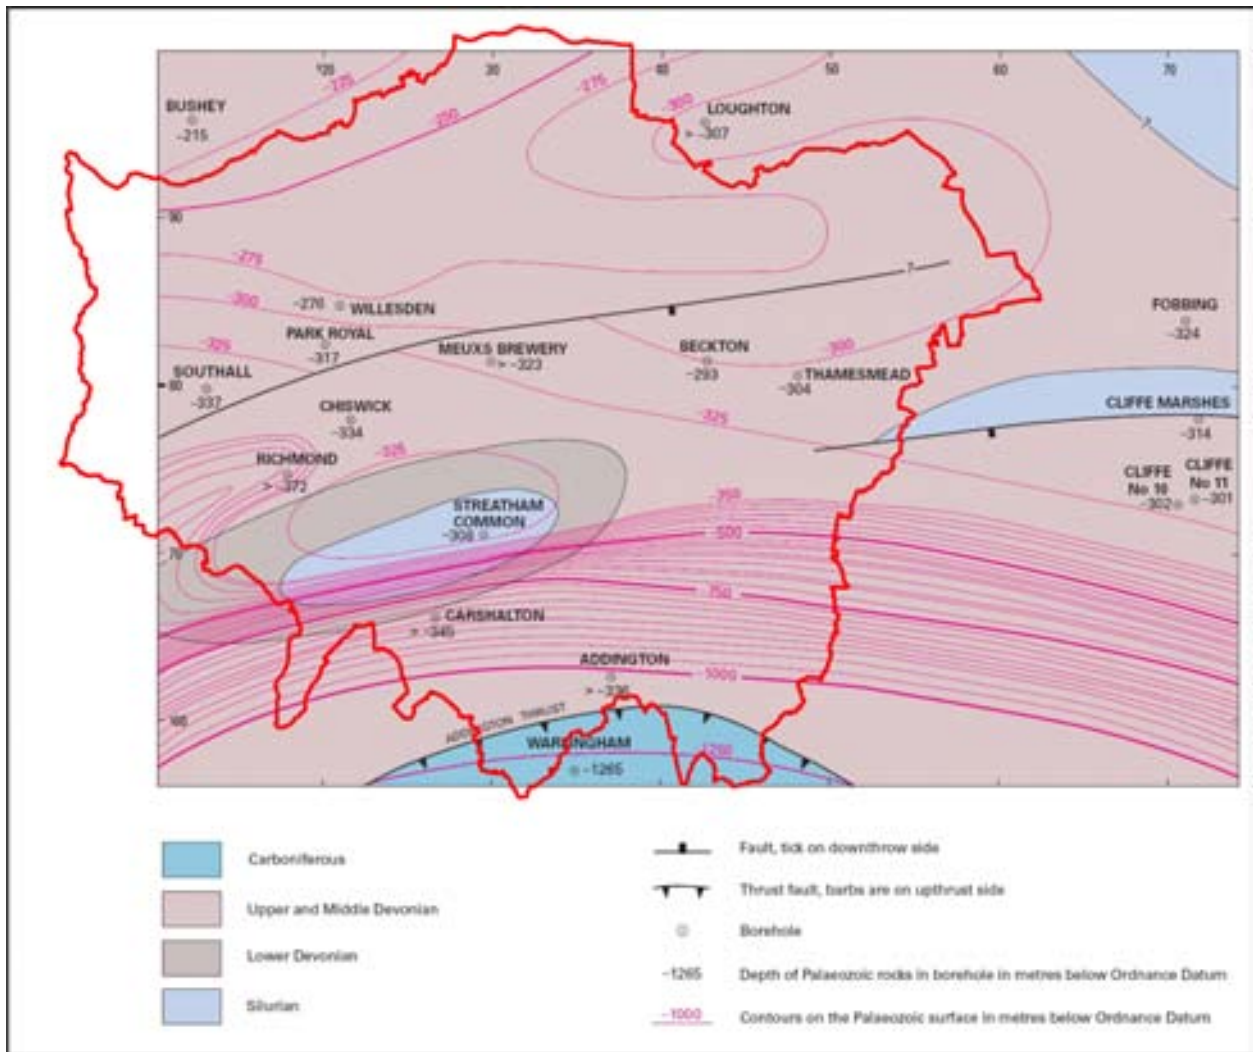 20
30
40
50
60
70
-225
-275
250
-300
BUSHEY
-215
LOUGHTON
> -307
?
90
-275
?
-300
-276
WILLESDEN
FOBBING
-324
PARK ROYAL
-317
-325
MEUXS BREWERY
> -323
BECKTON
-293
300
-304
THAMESMEAD
SOUTHALL
-337
80
CHISWICK
-334
-325
CLIFFE MARSHES
-314
-325
RICHMOND
> -372
CLIFFE
No 10
-302
CLIFFE
No 11
-301
-350
STREATHAM
COMMON
-308
-500
70
-750
CARSHALTON
> -345
ADDINGTON
> -336
-1000
ADDINGTON THRUST
WARLINGHAM
-1265
Carboniferous
Upper and Middle Devonian
Lower Devonian
Silurian
Fault, tick on downthrow side
Thrust fault, barbs are on upthrust side
Borehole
-1265 Depth of Palaeozoic rocks in borehole in metres below Ordnance Datum
-1000 Contours on the Palaeozoic surface in metres below Ordnance Datum